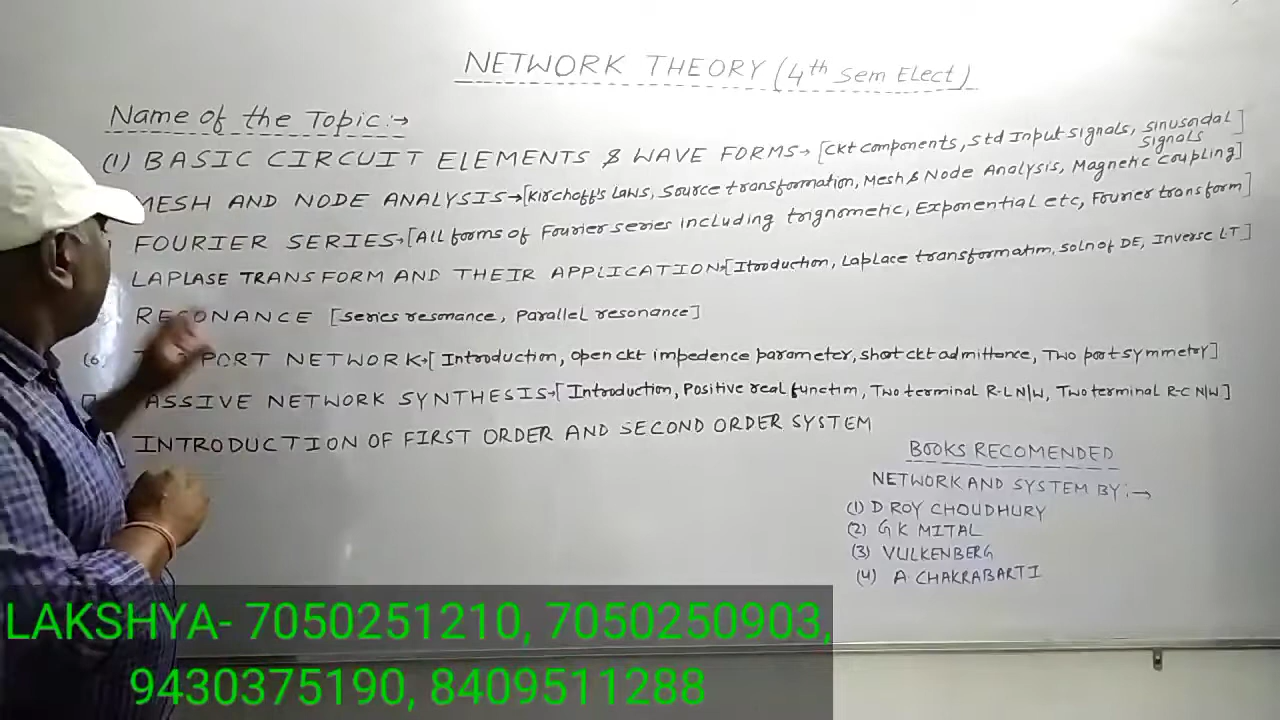 NETWORK THEORY (4th Sem Elect)
Name of the Topic:→
(1) BASIC CIRCUIT ELEMENTS & WAVE FORMS→ [Ckt components, Std Input signals, sinusoidal signals]
MESH AND NODE ANALYSIS→[Kirchoff's Laws, Source transformation, Mesh & Node Analysis, Magnetic coupling]
FOURIER SERIES→[All forms of Fourier series including trignometic, Exponential etc, Fourier transform]
LAPLASE TRANSFORM AND THEIR APPLICATION→[Itroduction, Laplace transformation, soln of DE, Inverse LT]
RESONANCE [series resonance, Parallel resonance]
(6) PORT NETWORK→[Introduction, open ckt impedence parameter, short ckt admittance, Two port symmetry]
ASSIVE NETWORK SYNTHESIS→[Introduction, Positive real function, Two terminal R-L N/W, Two terminal R-C N/W]
INTRODUCTION OF FIRST ORDER AND SECOND ORDER SYSTEM
BOOKS RECOMENDED
NETWORK AND SYSTEM BY:→
(1) D ROY CHOUDHURY
(2) G K MITAL
(3) VULKENBERG
(4) A CHAKRABARTI
LAKSHYA- 7050251210, 7050250903,
9430375190, 8409511288